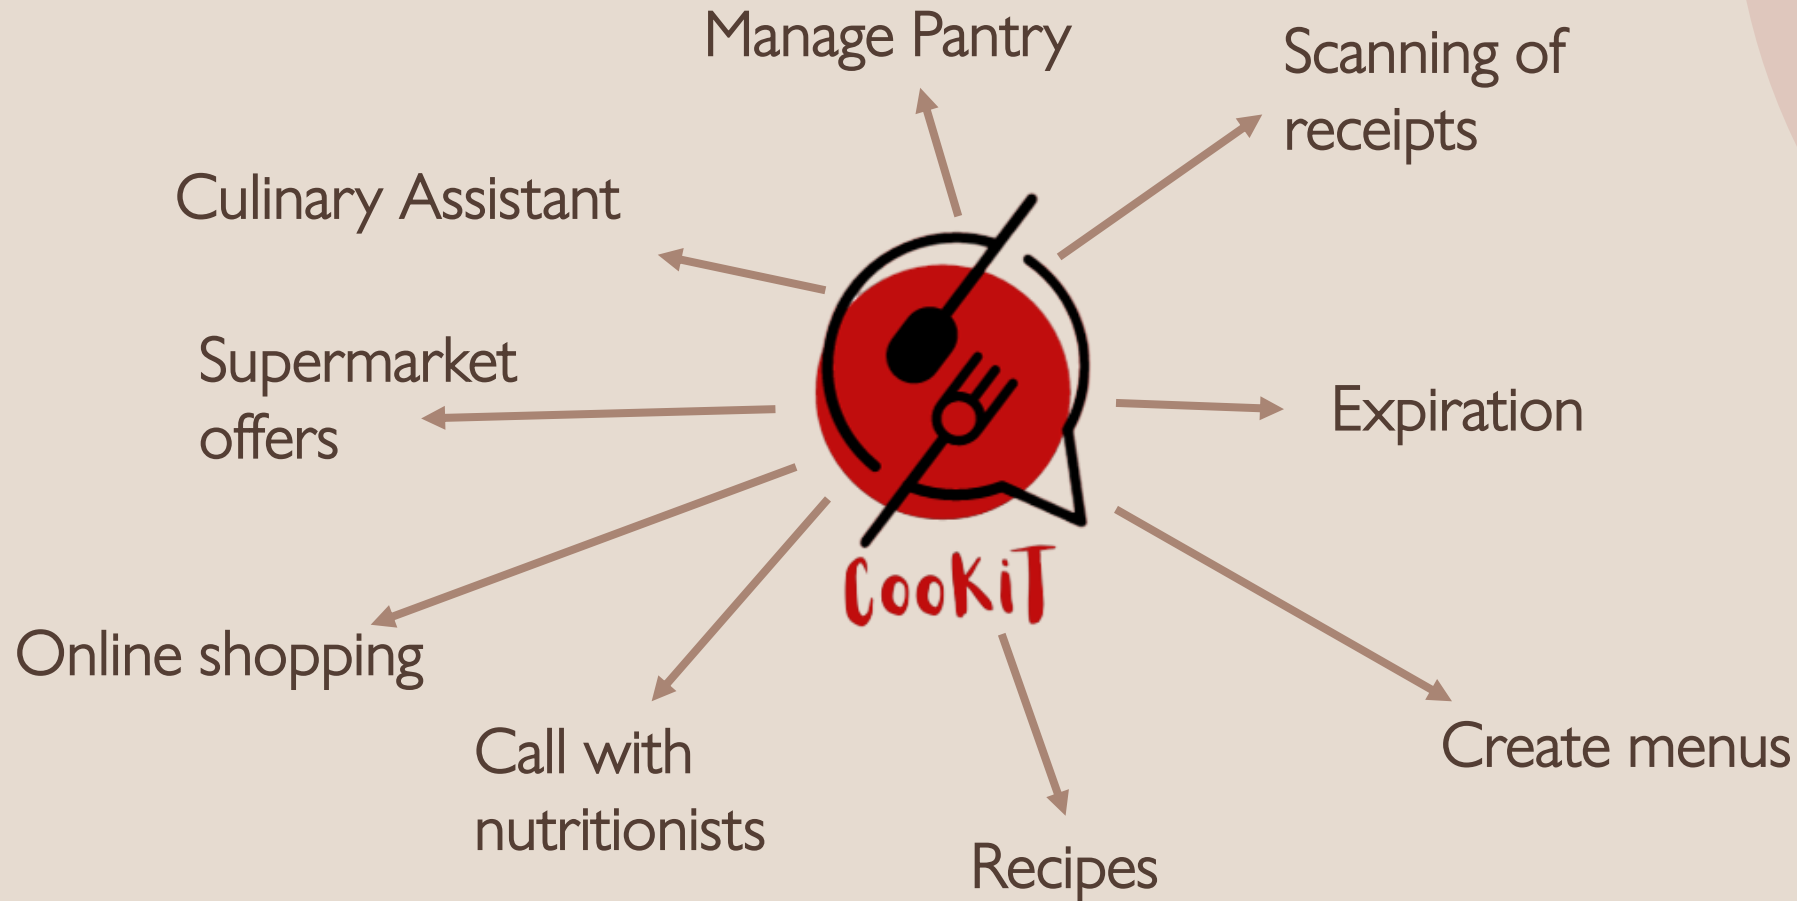 Manage Pantry
Scanning of
receipts
Culinary Assistant
Supermarket
offers
Expiration
CooKiT
Online shopping
Call with
nutritionists
Create menus
Recipes